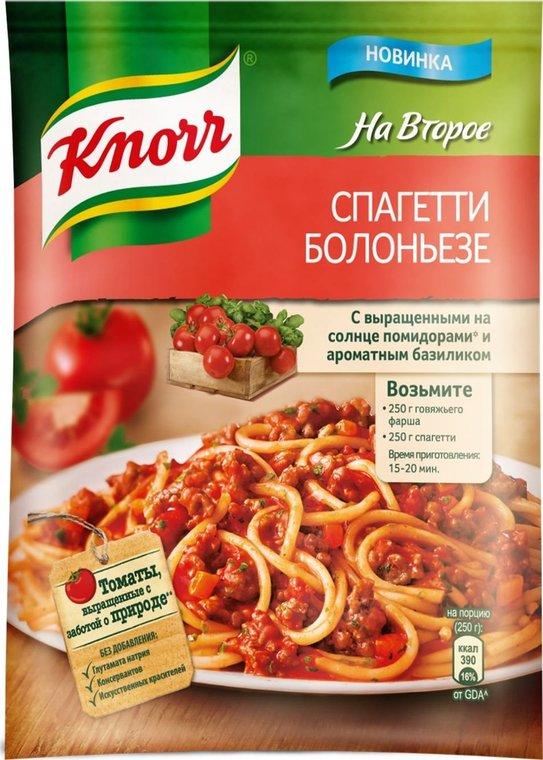 Knorr®
НОВИНКА
На Второе
СПАГЕТТИ
БОЛОНЬЕЗЕ
С выращенными на
солнце помидорами* и
ароматным базиликом
Возьмите
• 250 г говяжьего
фарша
• 250 г спагетти
Время приготовления:
15-20 мин.
Томаты,
выращенные с
заботой о природе**
БЕЗ ДОБАВЛЕНИЯ:
✓ Глутамата натрия
✓ Консервантов
✓ Искусственных красителей
на порцию
(250 г):
ккал
390
16%
от GDA^